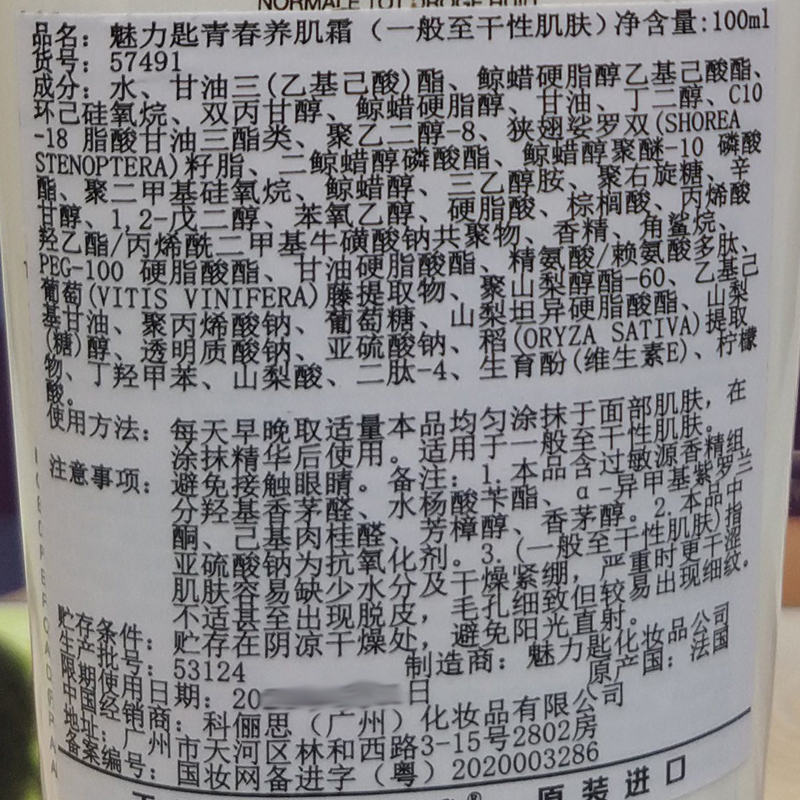 NORMALE TOT DROGE HUID
品名: 魅力匙青春养肌霜 (一般至干性肌肤) 净含量:100ml
货号: 57491
成分: 水、甘油三(乙基己酸)酯、鲸蜡硬脂醇乙基己酸酯、
环己硅氧烷、双丙甘醇、鲸蜡硬脂醇、甘油、丁二醇、C10
-18 脂酸甘油三酯类、聚乙二醇-8、狭翅娑罗双(SHOREA
STENOPTERA)籽脂、二鲸蜡醇磷酸酯、鲸蜡醇聚醚-10 磷酸
酯、聚二甲基硅氧烷、鲸蜡醇、三乙醇胺、聚右旋糖、辛
甘醇、1,2-戊二醇、苯氧乙醇、硬脂酸、棕榈酸、丙烯酸
羟乙酯/丙烯酰二甲基牛磺酸钠共聚物、香精、角鲨烷、
PEG-100 硬脂酸酯、甘油硬脂酸酯、精氨酸/赖氨酸多肽、
葡萄(VITIS VINIFERA)藤提取物、聚山梨醇酯-60、乙基己
基甘油、聚丙烯酸钠、葡萄糖、山梨坦异硬脂酸酯、山梨
(糖)醇、透明质酸钠、亚硫酸钠、稻(ORYZA SATIVA)提取
物、丁羟甲苯、山梨酸、二肽-4、生育酚(维生素E)、柠檬
酸。
使用方法: 每天早晚取适量本品均匀涂抹于面部肌肤，在
涂抹精华后使用。适用于一般至干性肌肤。
注意事项: 避免接触眼睛。备注: 1.本品含过敏源香精组
分羟基香茅醛、水杨酸苄酯、α-异甲基紫罗兰
酮、己基肉桂醛、芳樟醇、香茅醇。2.本品中
亚硫酸钠为抗氧化剂。3.(一般至干性肌肤)指
肌肤容易缺少水分及干燥紧绷，严重时更干涩
不适甚至出现脱皮，毛孔细致但较易出现细纹。
贮存条件: 贮存在阴凉干燥处，避免阳光直射。
生产批号: 53124 制造商: 魅力匙化妆品公司
限期使用日期: 20 日 原产国: 法国
中国经销商: 科俪思（广州）化妆品有限公司
地址: 广州市天河区林和西路3-15号2802房
备案编号: 国妆网备进字（粤）2020003286
® 原装进口